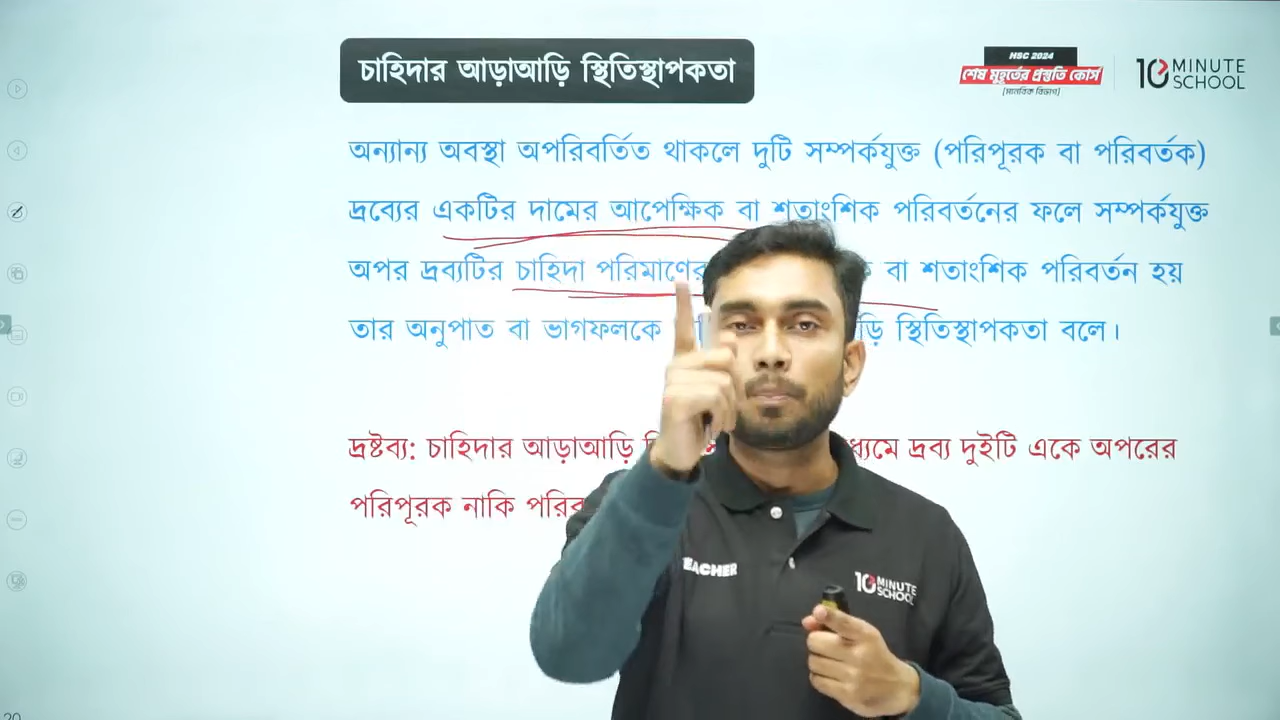 চাহিদার আড়াআড়ি স্থিতিস্থাপকতা
HSC 2024
শেষ মুহূর্তের প্রস্তুতি কোর্স
[মানবিক বিভাগ]
10 MINUTE SCHOOL
অন্যান্য অবস্থা অপরিবর্তিত থাকলে দুটি সম্পর্কযুক্ত (পরিপূরক বা পরিবর্তক)
দ্রব্যের একটির দামের আপেক্ষিক বা শতাংশিক পরিবর্তনের ফলে সম্পর্কযুক্ত
অপর দ্রব্যটির চাহিদা পরিমাণের বা শতাংশিক পরিবর্তন হয়
তার অনুপাত বা ভাগফলকে স্থিতিস্থাপকতা বলে।
দ্রষ্টব্য: চাহিদার আড়াআড়ি দ্রব্য দুইটি একে অপরের
পরিপূরক নাকি
TEACHER
10 MINUTE SCHOOL
20